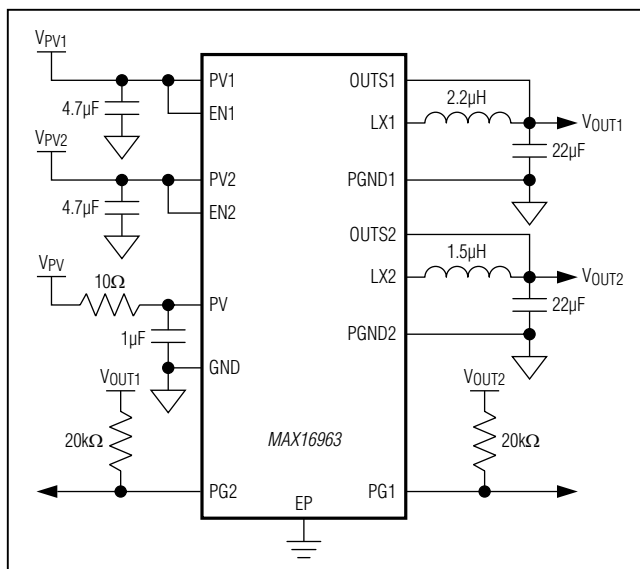 VPV1
PV1
4.7µF
EN1
VPV2
PV2
4.7µF
EN2
VPV
10Ω
PV
1µF
GND
VOUT1
20kΩ
PG2
MAX16963
EP
OUTS1
2.2µH
LX1
VOUT1
22µF
PGND1
OUTS2
1.5µH
LX2
VOUT2
22µF
PGND2
VOUT2
20kΩ
PG1